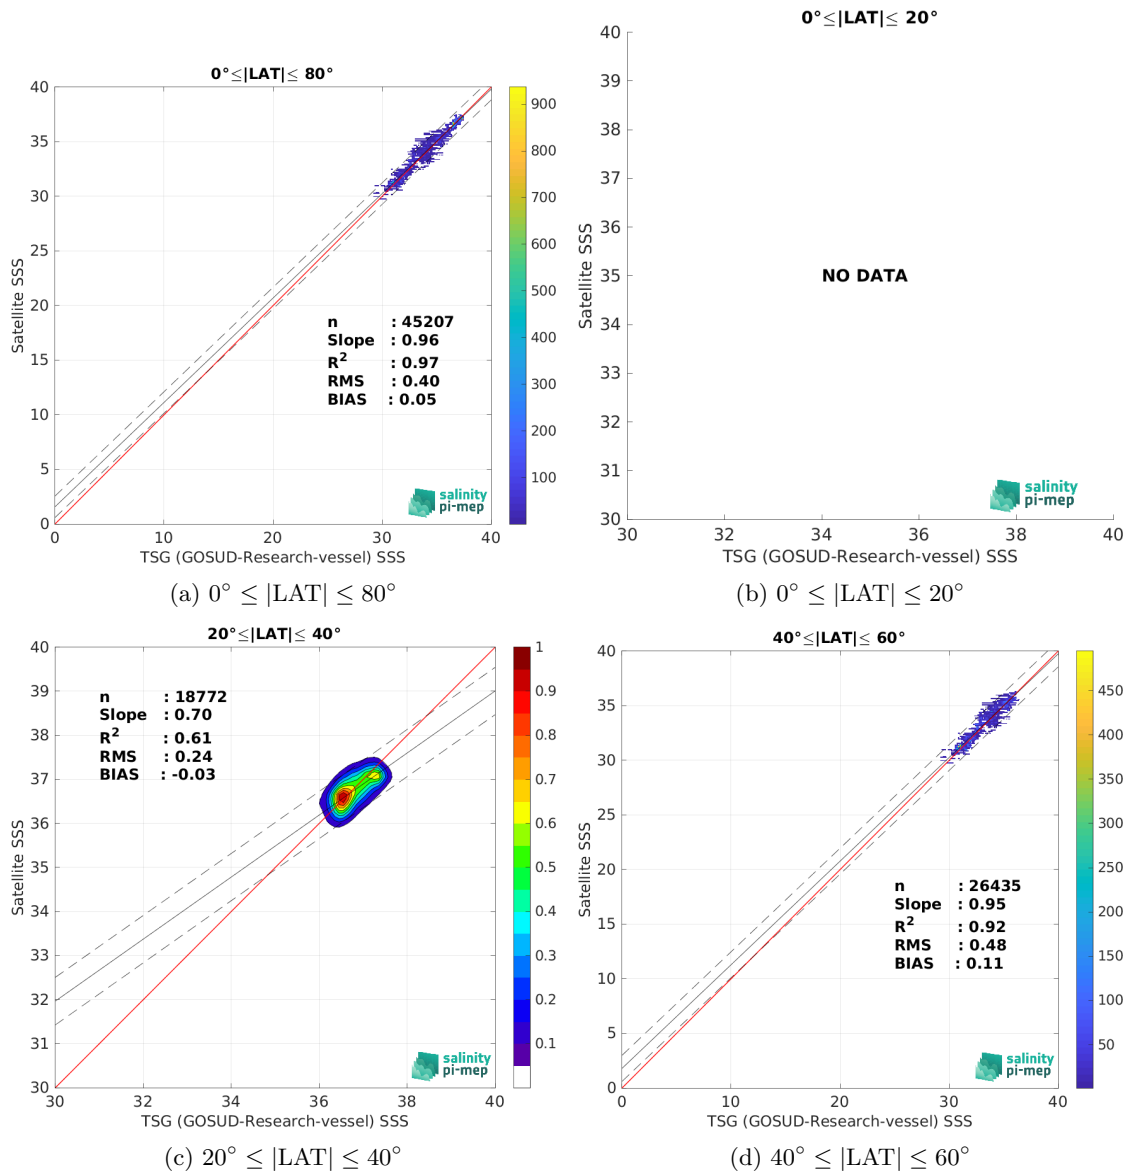 0°≤|LAT|≤ 80°
40
35
30
25
20
15
10
5
0
Satellite SSS
n : 45207
Slope : 0.96
R2 : 0.97
RMS : 0.40
BIAS : 0.05
salinity
pi-mep
0 10 20 30 40
TSG (GOSUD-Research-vessel) SSS
900
800
700
600
500
400
300
200
100
(a) 0° ≤ |LAT| ≤ 80°
0°≤|LAT|≤ 20°
40
39
38
37
36
35
34
33
32
31
30
Satellite SSS
NO DATA
salinity
pi-mep
30 32 34 36 38 40
TSG (GOSUD-Research-vessel) SSS
(b) 0° ≤ |LAT| ≤ 20°
20°≤|LAT|≤ 40°
40
39
38
37
36
35
34
33
32
31
30
Satellite SSS
n : 18772
Slope : 0.70
R2 : 0.61
RMS : 0.24
BIAS : -0.03
salinity
pi-mep
30 32 34 36 38 40
TSG (GOSUD-Research-vessel) SSS
1
0.9
0.8
0.7
0.6
0.5
0.4
0.3
0.2
0.1
(c) 20° ≤ |LAT| ≤ 40°
40°≤|LAT|≤ 60°
40
35
30
25
20
15
10
5
0
Satellite SSS
n : 26435
Slope : 0.95
R2 : 0.92
RMS : 0.48
BIAS : 0.11
salinity
pi-mep
0 10 20 30 40
TSG (GOSUD-Research-vessel) SSS
450
400
350
300
250
200
150
100
50
(d) 40° ≤ |LAT| ≤ 60°